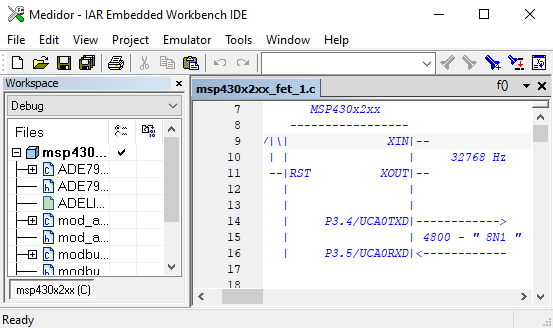 Medidor - IAR Embedded Workbench IDE
File Edit View Project Emulator Tools Window Help
Workspace
Debug
Files
msp430...
ADE79...
ADE79...
ADELI...
mod_a...
mod_a...
modbu...
modbu...
msp430x2xx (C)
msp430x2xx_fet_1.c
f()
7 MSP430x2xx
8 -----------------
9 /|\| XIN|--
10 | | | 32768 Hz
11 --|RST XOUT|--
12 | |
13 | |
14 | P3.4/UCA0TXD|------------>
15 | | 4800 - " 8N1 "
16 | P3.5/UCA0RXD|<------------
17
18
Ready